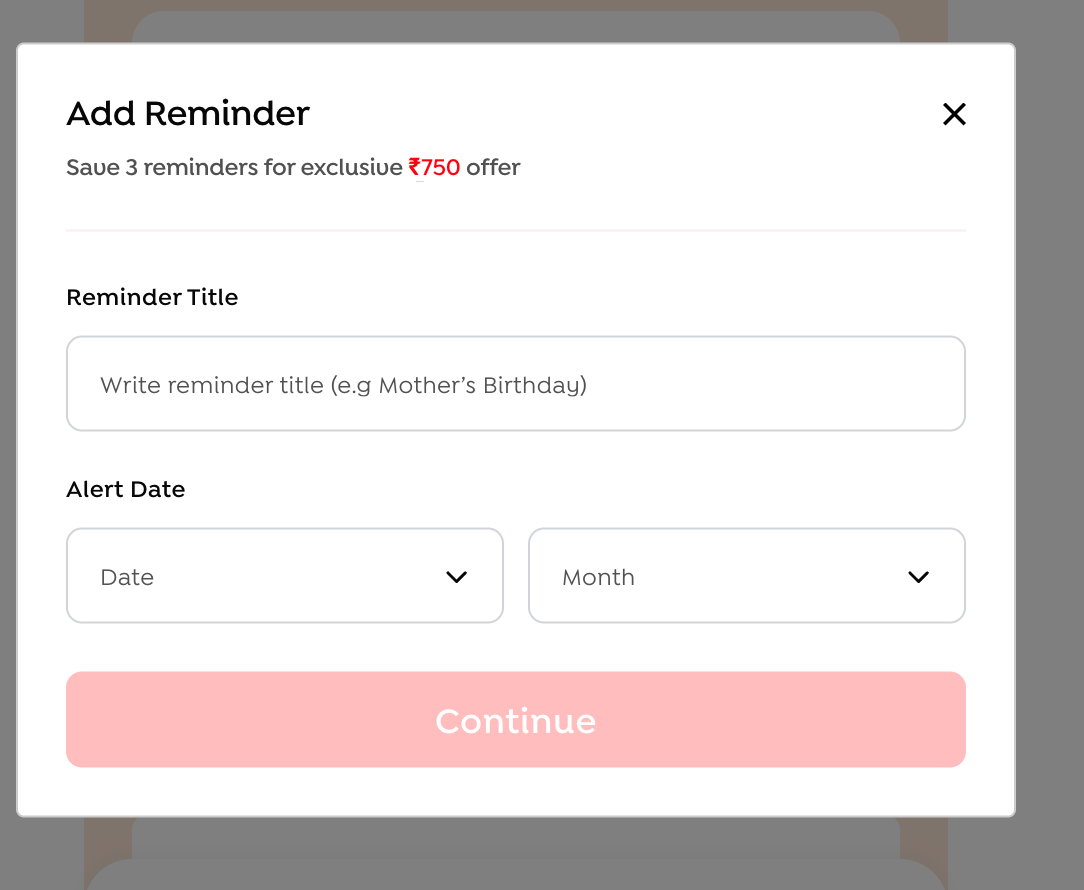 Add Reminder
Save 3 reminders for exclusive ₹750 offer
Reminder Title
Write reminder title (e.g Mother’s Birthday)
Alert Date
Date
Month
Continue